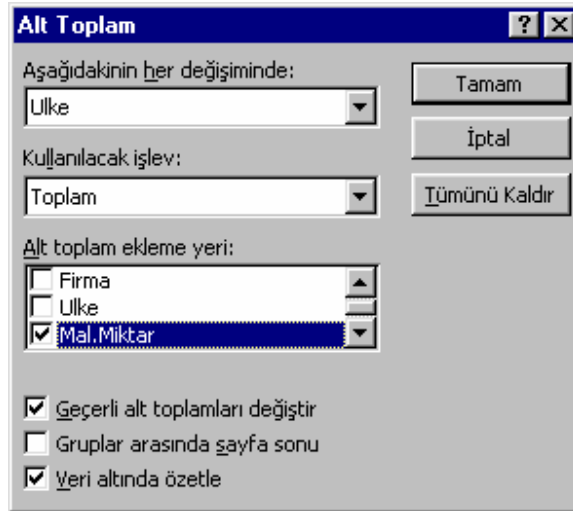 Alt Toplam
Aşağıdakinin her değişiminde:
Ulke
Tamam
İptal
Kullanılacak işlev:
Toplam
Tümünü Kaldır
Alt toplam ekleme yeri:
Firma
Ulke
Mal.Miktar
Geçerli alt toplamları değiştir
Gruplar arasında sayfa sonu
Veri altında özetle